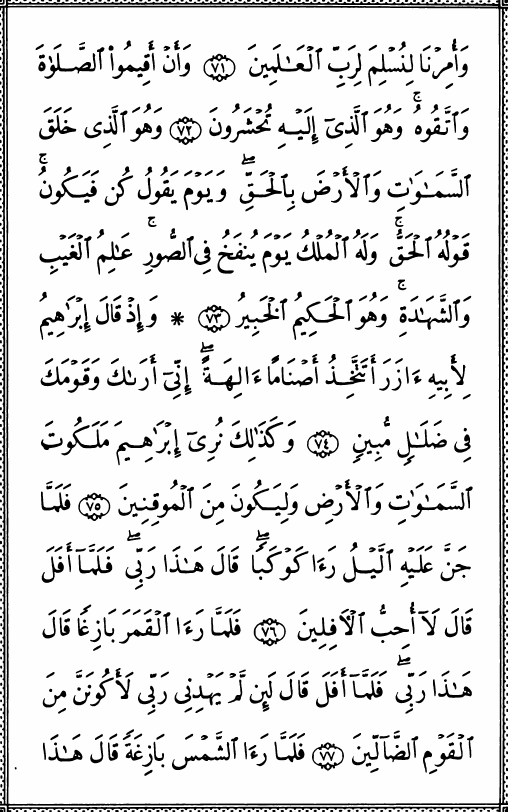 وَأُمِرْنَا لِنُسْلِمَ لِرَبِّ ٱلْعَـٰلَمِينَ ﴿٧١﴾ وَأَنْ أَقِيمُوا۟ ٱلصَّلَوٰةَ
وَٱتَّقُوهُ ۚ وَهُوَ ٱلَّذِىٓ إِلَيْهِ تُحْشَرُونَ ﴿٧٢﴾ وَهُوَ ٱلَّذِى خَلَقَ
ٱلسَّمَـٰوَٰتِ وَٱلْأَرْضَ بِٱلْحَقِّ ۖ وَيَوْمَ يَقُولُ كُن فَيَكُونُ ۚ
قَوْلُهُ ٱلْحَقُّ ۚ وَلَهُ ٱلْمُلْكُ يَوْمَ يُنفَخُ فِى ٱلصُّورِ ۚ عَـٰلِمُ ٱلْغَيْبِ
وَٱلشَّهَـٰدَةِ ۚ وَهُوَ ٱلْحَكِيمُ ٱلْخَبِيرُ ﴿٧٣﴾ * وَإِذْ قَالَ إِبْرَٰهِيمُ
لِأَبِيهِ ءَازَرَ أَتَتَّخِذُ أَصْنَامًا ءَالِهَةً ۖ إِنِّىٓ أَرَىٰكَ وَقَوْمَكَ
فِى ضَلَـٰلٍ مُّبِينٍ ﴿٧٤﴾ وَكَذَٰلِكَ نُرِىٓ إِبْرَٰهِيمَ مَلَكُوتَ
ٱلسَّمَـٰوَٰتِ وَٱلْأَرْضِ وَلِيَكُونَ مِنَ ٱلْمُوقِنِينَ ﴿٧٥﴾ فَلَمَّا
جَنَّ عَلَيْهِ ٱلَّيْلُ رَءَا كَوْكَبًا ۖ قَالَ هَـٰذَا رَبِّى ۖ فَلَمَّآ أَفَلَ
قَالَ لَآ أُحِبُّ ٱلْـَٔافِلِينَ ﴿٧٦﴾ فَلَمَّا رَءَا ٱلْقَمَرَ بَازِغًا قَالَ
هَـٰذَا رَبِّى ۖ فَلَمَّآ أَفَلَ قَالَ لَئِن لَّمْ يَهْدِنِى رَبِّى لَأَكُونَنَّ مِنَ
ٱلْقَوْمِ ٱلضَّآلِّينَ ﴿٧٧﴾ فَلَمَّا رَءَا ٱلشَّمْسَ بَازِغَةً قَالَ هَـٰذَا